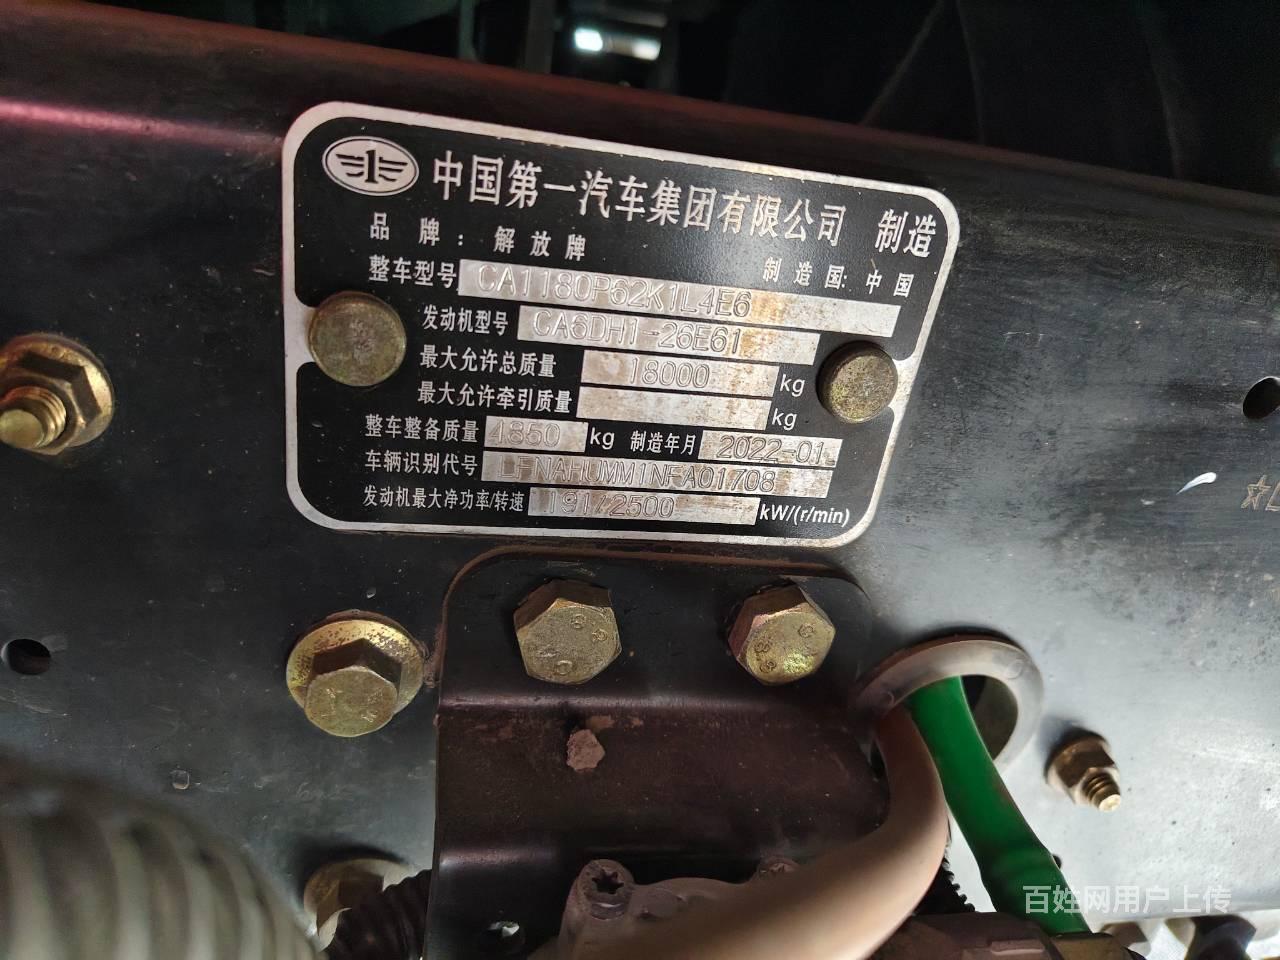 中国第一汽车集团有限公司 制造
品牌：解放牌 制造国：中国
整车型号 CA1180P62K1L4E6
发动机型号 CA6DH1-26E61
最大允许总质量 18000 kg
最大允许牵引质量 kg
整车整备质量 4850 kg 制造年月 2022-01
车辆识别代号 LFNAHUMM1NFA01708
发动机最大净功率/转速 191/2500 kW/(r/min)
百姓网用户上传